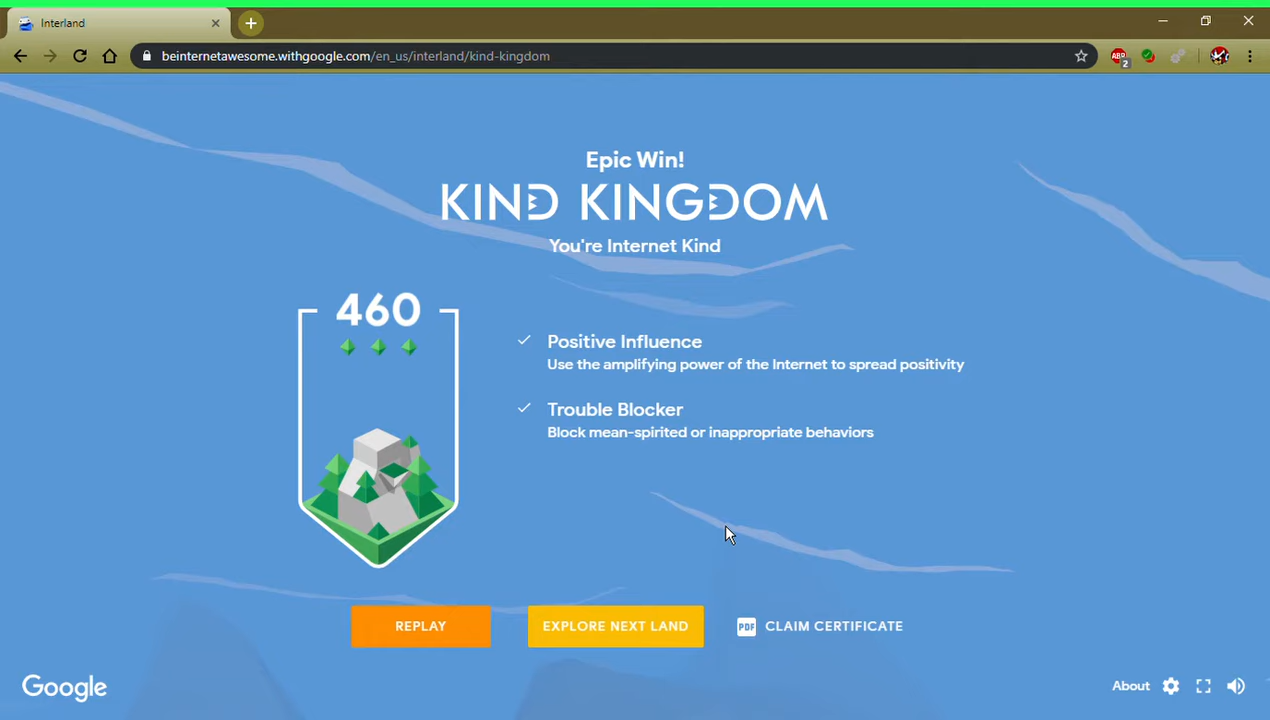 Interland
beinternetawesome.withgoogle.com/en_us/interland/kind-kingdom
ABP
2
Epic Win!
KIND KINGDOM
You're Internet Kind
460
Positive Influence
Use the amplifying power of the Internet to spread positivity
Trouble Blocker
Block mean-spirited or inappropriate behaviors
REPLAY
EXPLORE NEXT LAND
PDF
CLAIM CERTIFICATE
Google
About